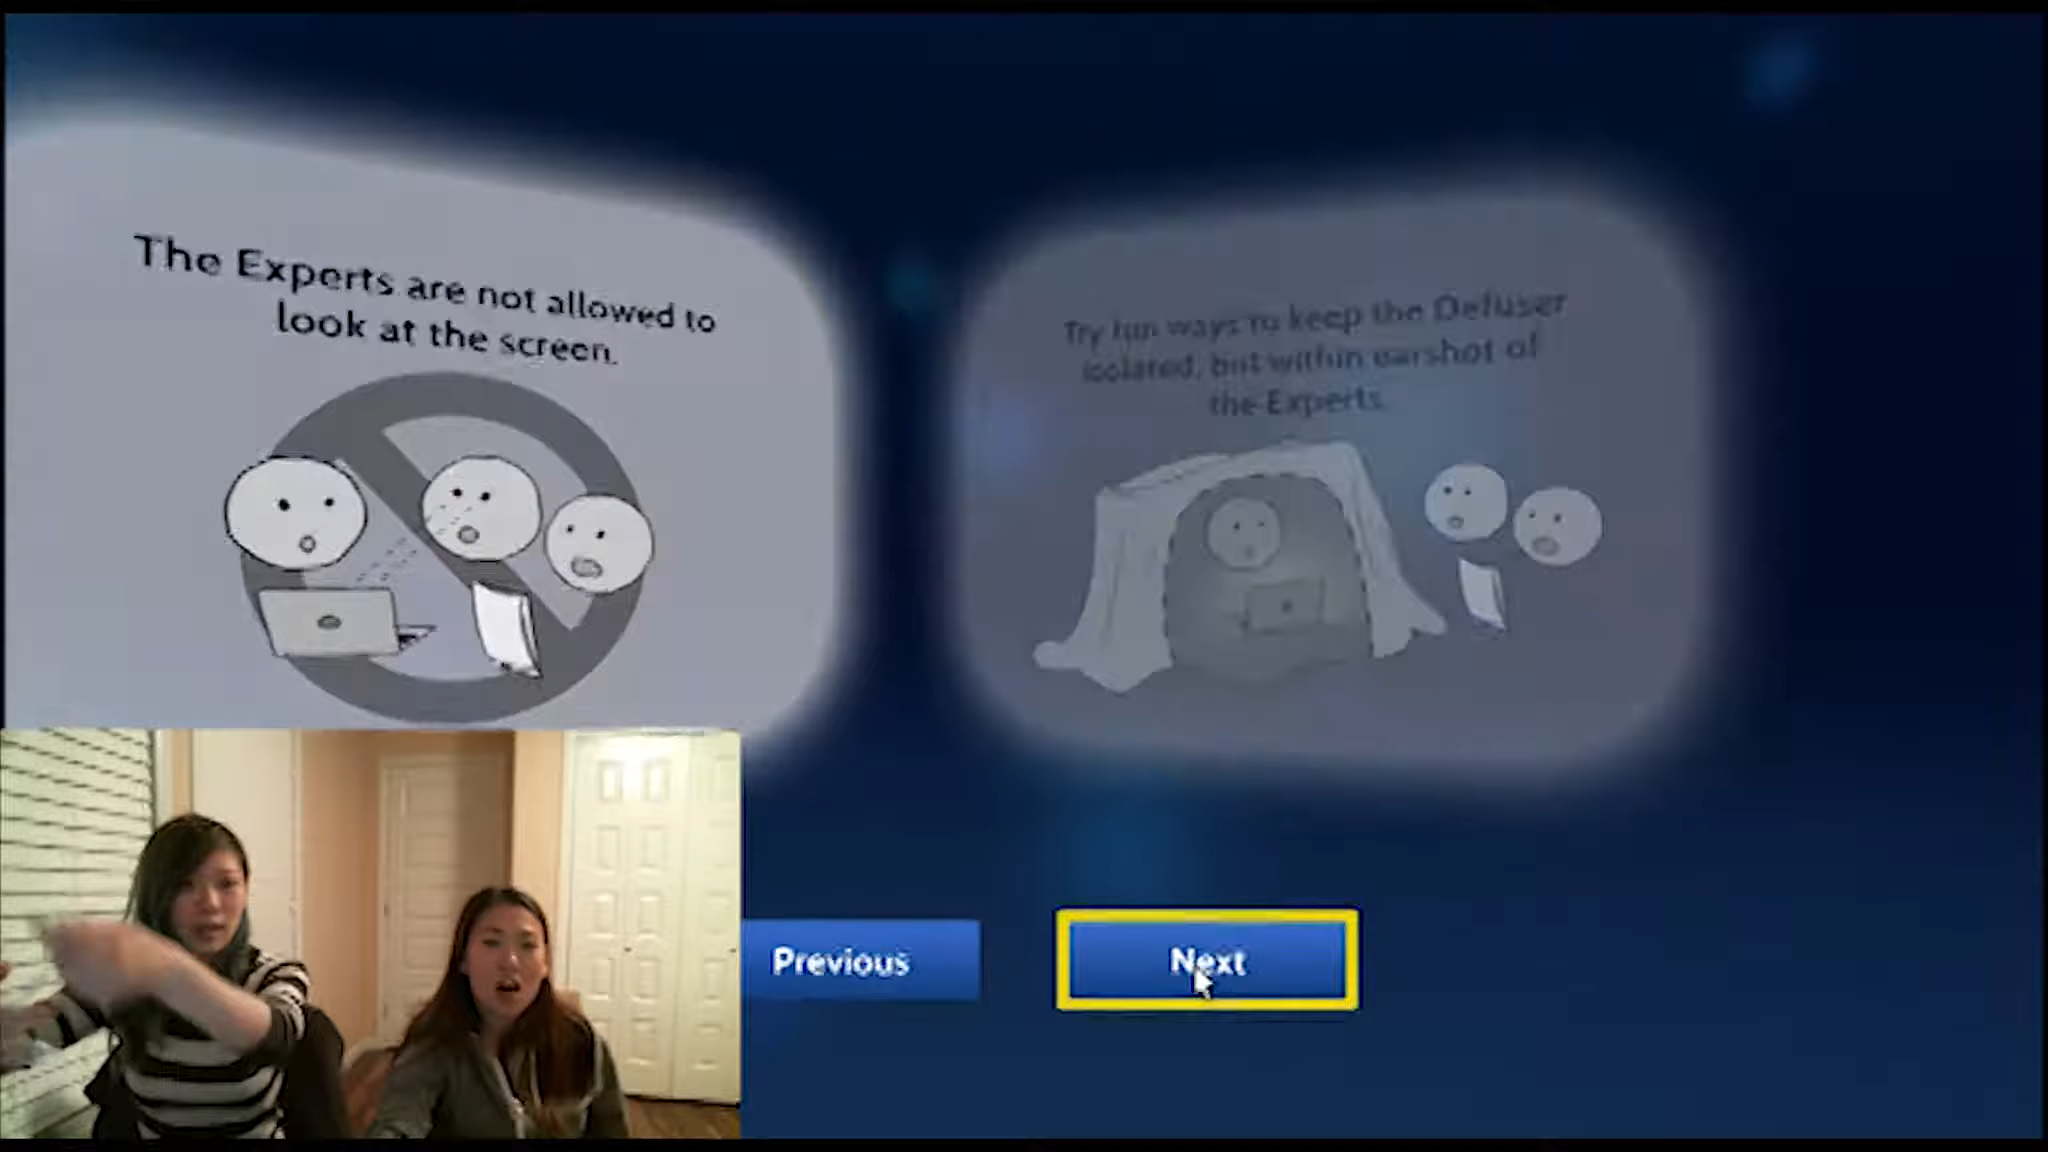 The Experts are not allowed to
look at the screen.
Try fun ways to keep the Defuser
isolated, but within earshot of
the Experts.
Previous
Next